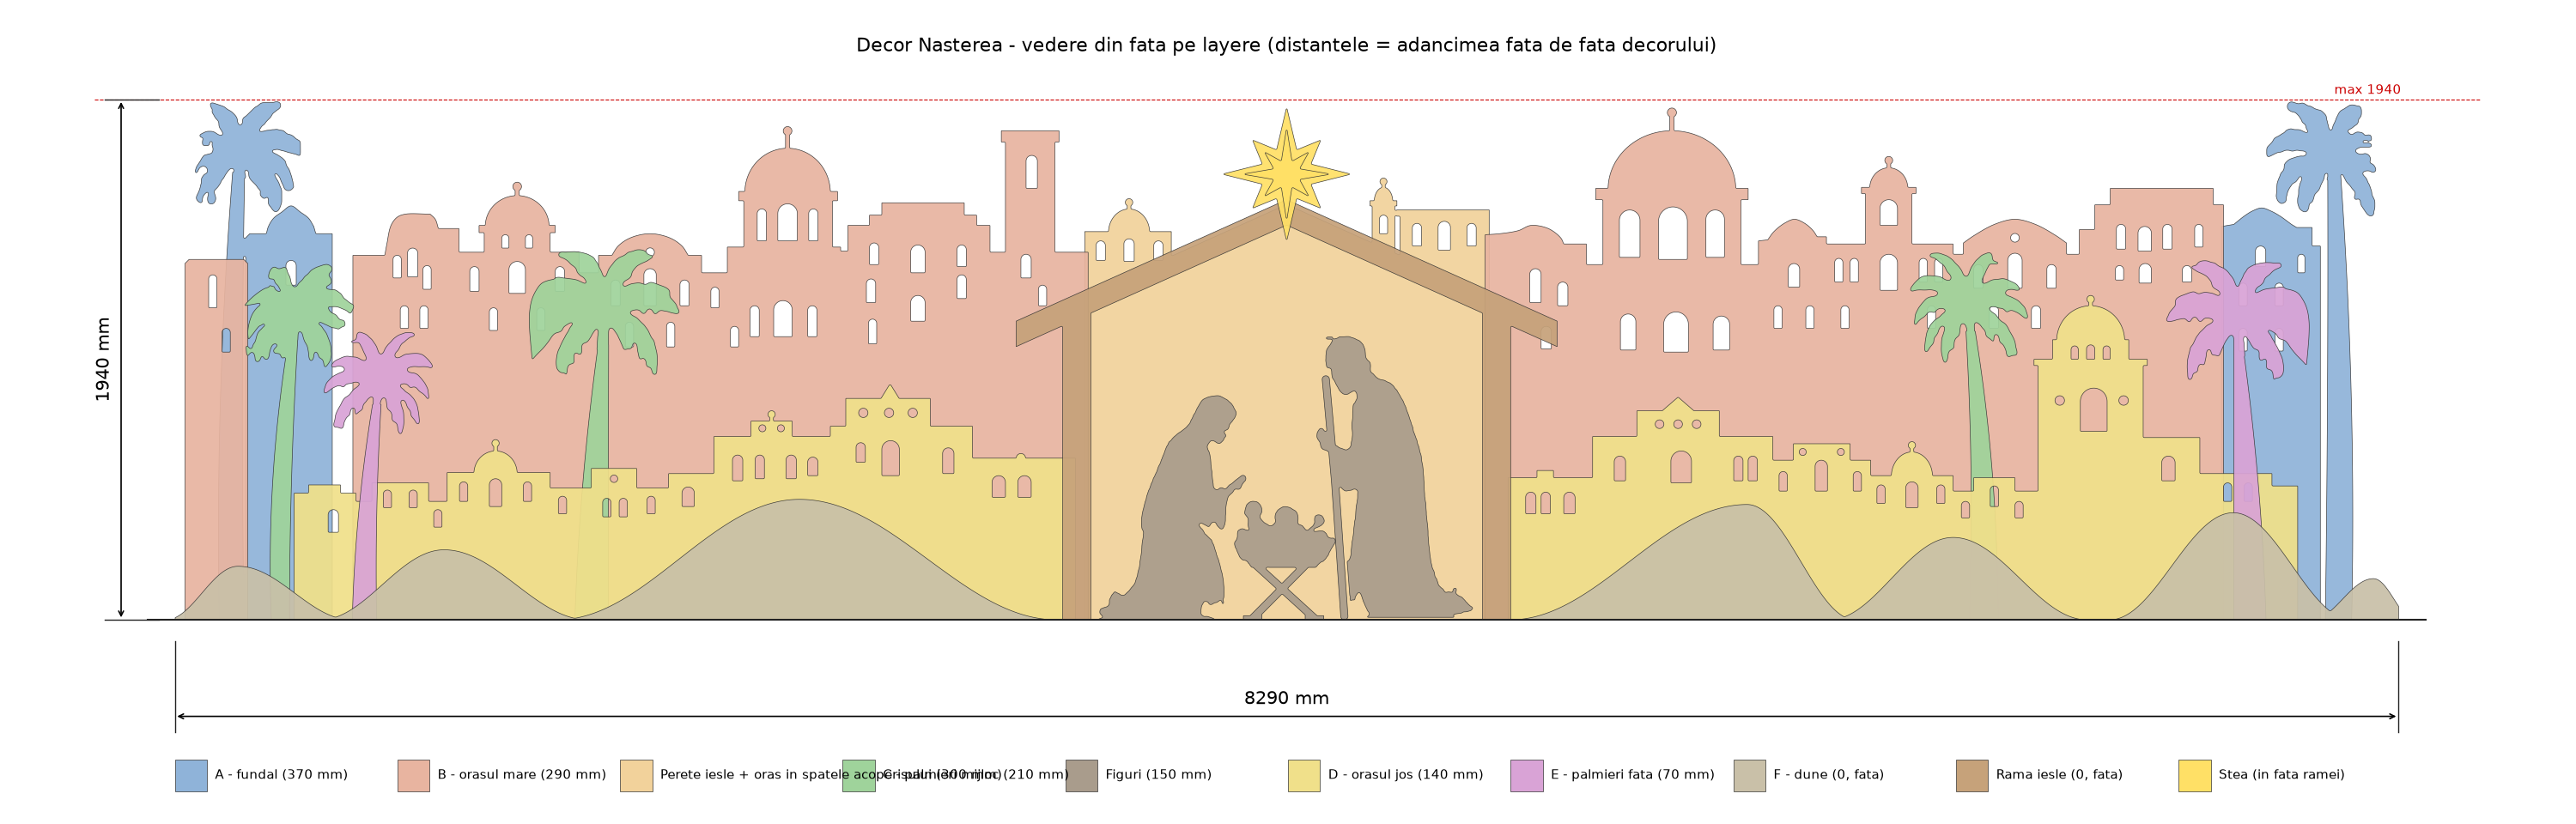 Decor Nasterea - vedere din fata pe layere (distantele = adancimea fata de fata decorului)
max 1940
1940 mm
8290 mm
A - fundal (370 mm)
B - orasul mare (290 mm)
Perete iesle + oras in spatele acoperisului (300 mm)
C - palmieri mijloc (210 mm)
Figuri (150 mm)
D - orasul jos (140 mm)
E - palmieri fata (70 mm)
F - dune (0, fata)
Rama iesle (0, fata)
Stea (in fata ramei)